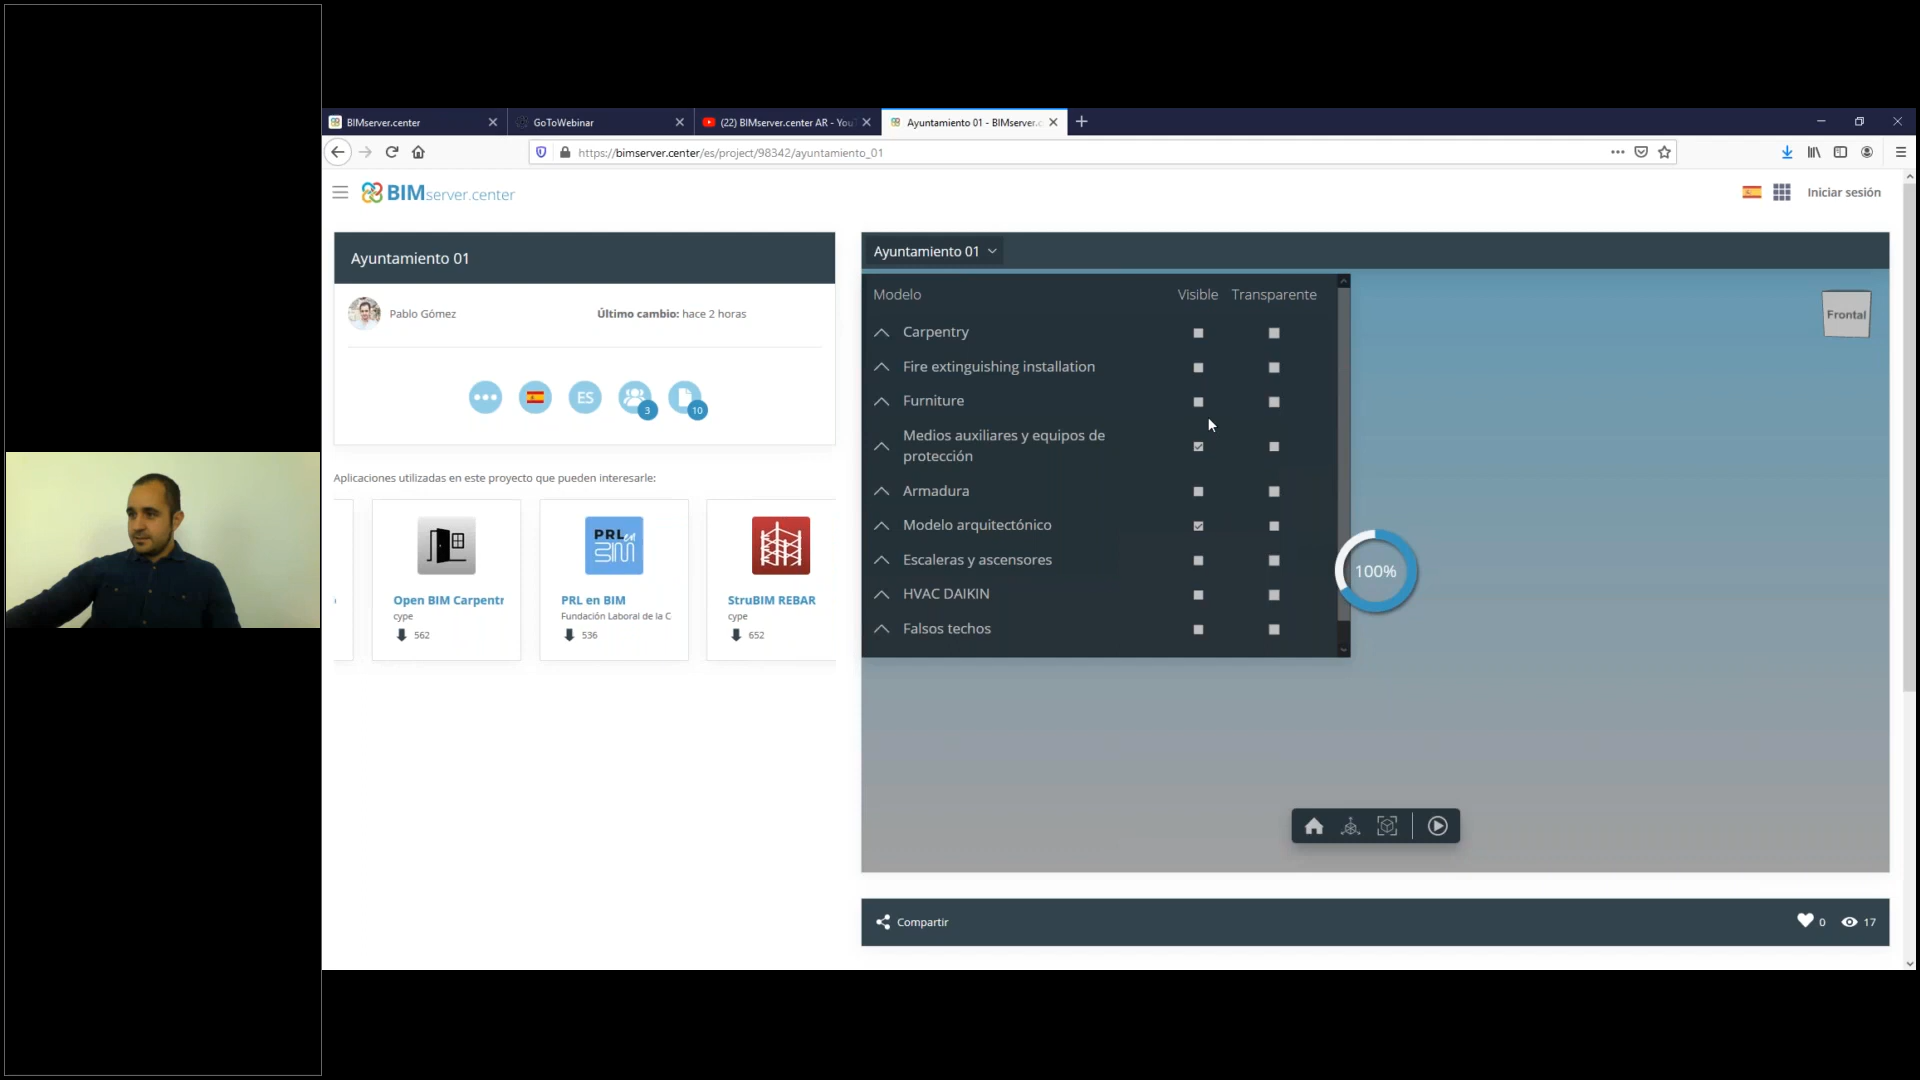 BIMserver.center
GoToWebinar
(22) BIMserver.center AR - You
Ayuntamiento 01 - BIMserver.c
https://bimserver.center/es/project/98342/ayuntamiento_01
BIMserver.center
Iniciar sesión
Ayuntamiento 01
Pablo Gómez
Último cambio: hace 2 horas
ES
3
10
Aplicaciones utilizadas en este proyecto que pueden interesarle:
Open BIM Carpentr
cype
562
PRL en
BIM
PRL en BIM
Fundación Laboral de la C
536
StruBIM REBAR
cype
652
Ayuntamiento 01
Modelo Visible Transparente
Carpentry
Fire extinguishing installation
Furniture
Medios auxiliares y equipos de
protección
Armadura
Modelo arquitectónico
Escaleras y ascensores
HVAC DAIKIN
Falsos techos
Frontal
100%
Compartir
0
17